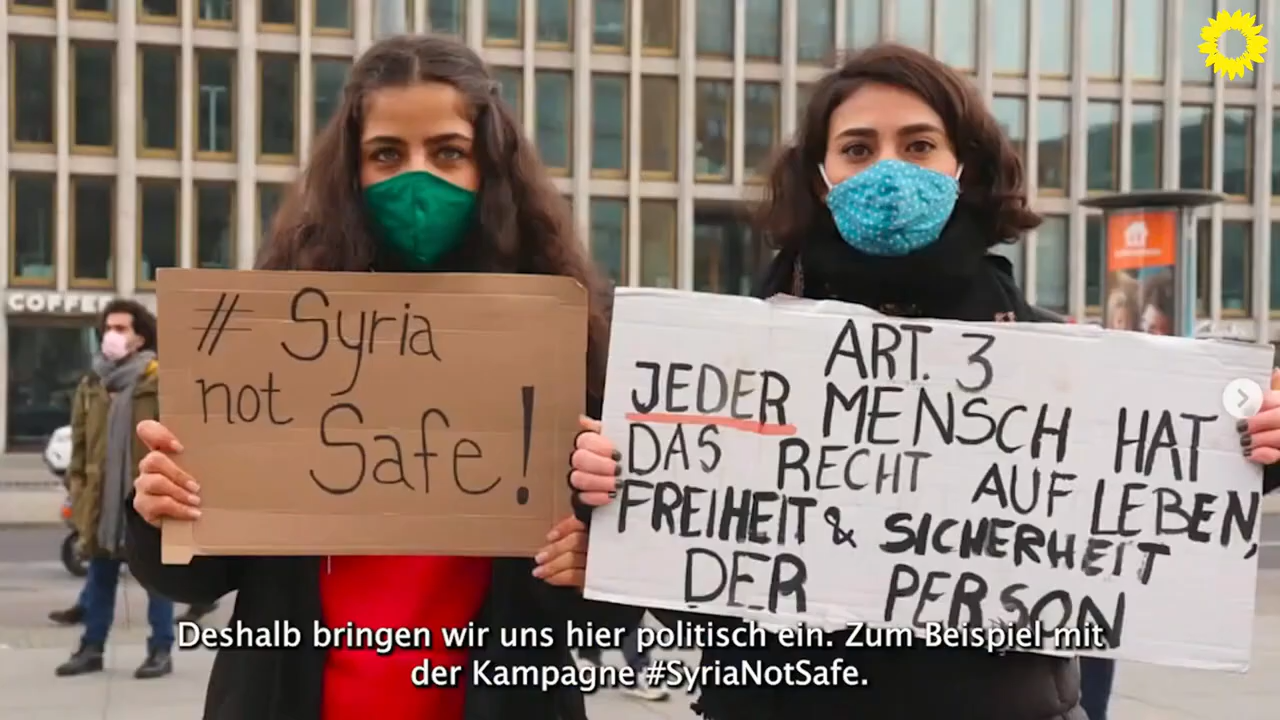 COFFEE
# Syria
not
Safe!
ART. 3
JEDER MENSCH HAT
DAS RECHT AUF LEBEN,
FREIHEIT & SICHERHEIT
DER PERSON
Deshalb bringen wir uns hier politisch ein. Zum Beispiel mit
der Kampagne #SyriaNotSafe.